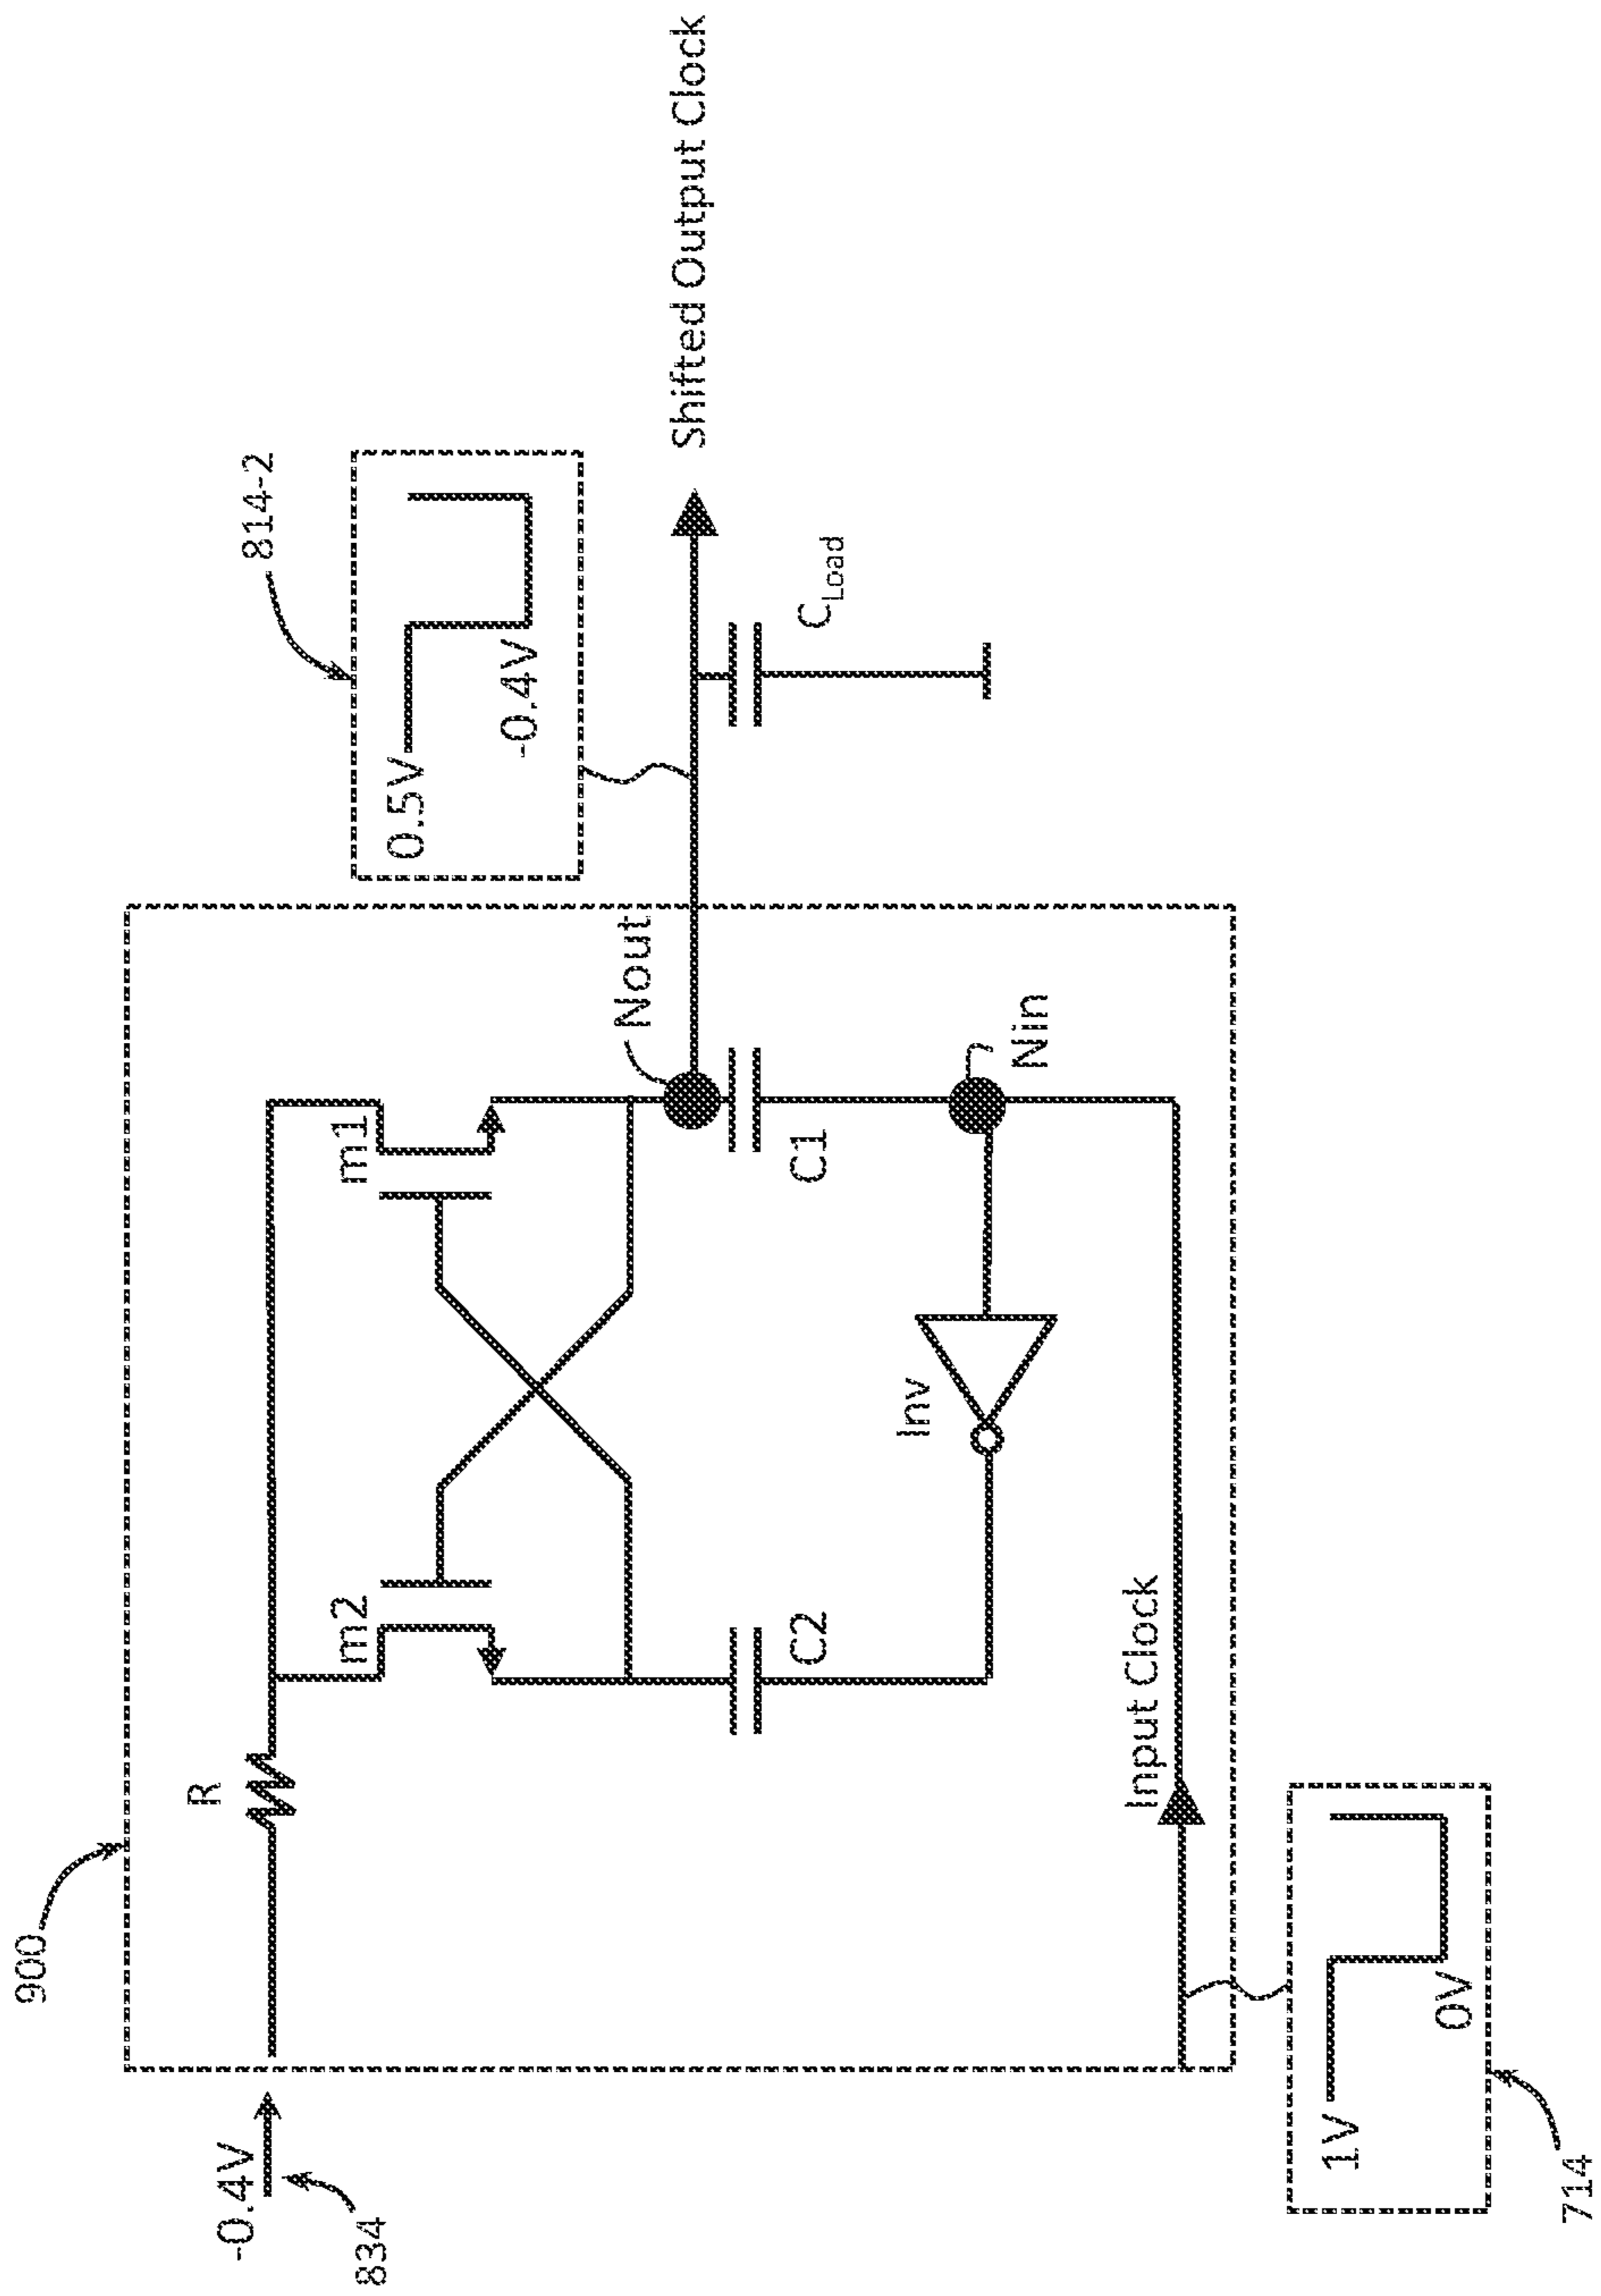 900
-0.4V
834
R
m2
m1
814-2
0.5V
-0.4V
Nout
Shifted Output Clock
C2
C1
CLoad
Inv
Nin
Input Clock
1V
0V
714